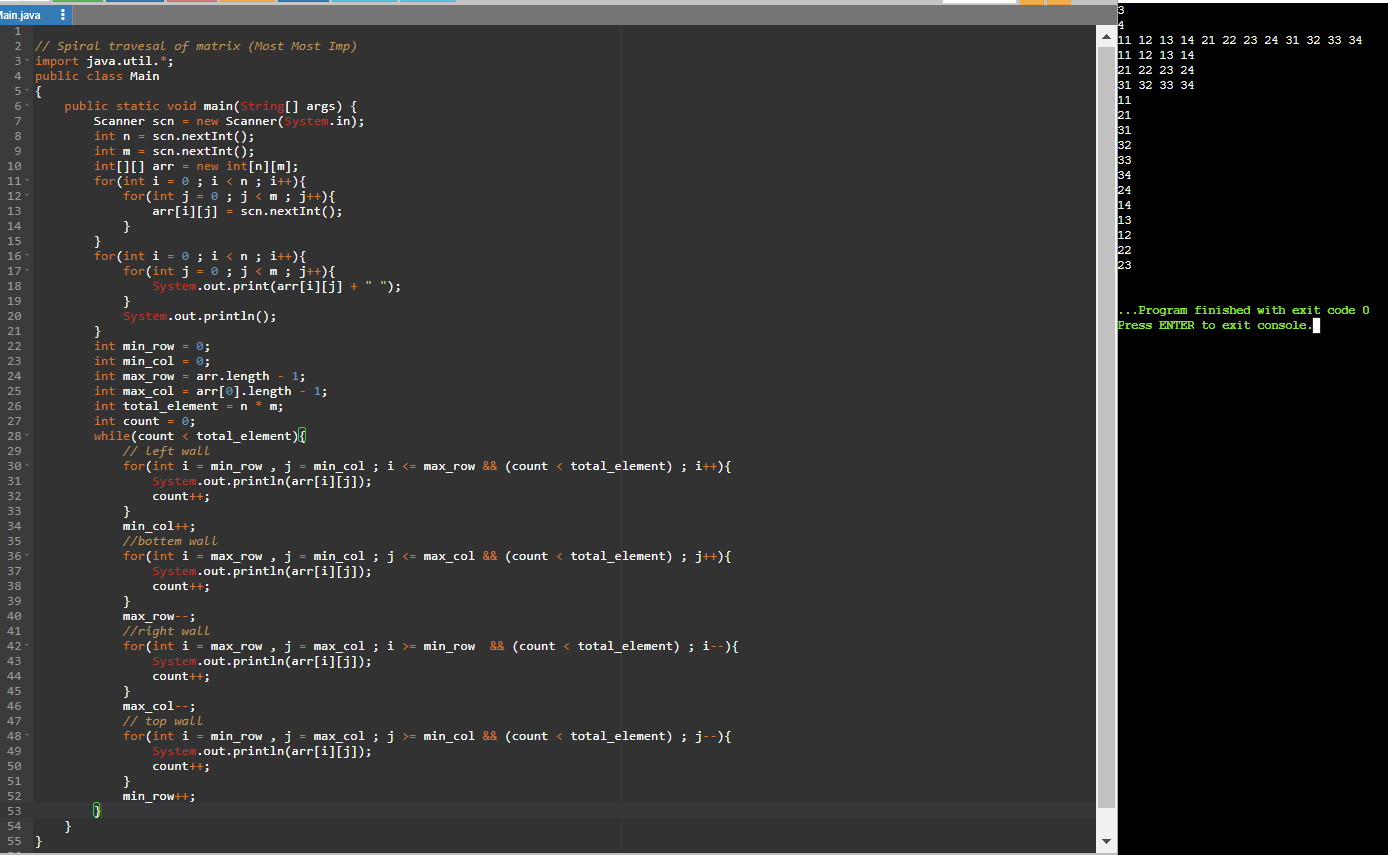 Main.java
1
2 // Spiral travesal of matrix (Most Most Imp)
3 import java.util.*;
4 public class Main
5 {
6 public static void main(String[] args) {
7 Scanner scn = new Scanner(System.in);
8 int n = scn.nextInt();
9 int m = scn.nextInt();
10 int[][] arr = new int[n][m];
11 for(int i = 0 ; i < n ; i++){
12 for(int j = 0 ; j < m ; j++){
13 arr[i][j] = scn.nextInt();
14 }
15 }
16 for(int i = 0 ; i < n ; i++){
17 for(int j = 0 ; j < m ; j++){
18 System.out.print(arr[i][j] + " ");
19 }
20 System.out.println();
21 }
22 int min_row = 0;
23 int min_col = 0;
24 int max_row = arr.length - 1;
25 int max_col = arr[0].length - 1;
26 int total_element = n * m;
27 int count = 0;
28 while(count < total_element){
29 // left wall
30 for(int i = min_row , j = min_col ; i <= max_row && (count < total_element) ; i++){
31 System.out.println(arr[i][j]);
32 count++;
33 }
34 min_col++;
35 //bottem wall
36 for(int i = max_row , j = min_col ; j <= max_col && (count < total_element) ; j++){
37 System.out.println(arr[i][j]);
38 count++;
39 }
40 max_row--;
41 //right wall
42 for(int i = max_row , j = max_col ; i >= min_row  && (count < total_element) ; i--){
43 System.out.println(arr[i][j]);
44 count++;
45 }
46 max_col--;
47 // top wall
48 for(int i = min_row , j = max_col ; j >= min_col && (count < total_element) ; j--){
49 System.out.println(arr[i][j]);
50 count++;
51 }
52 min_row++;
53 }
54 }
55 }
3
4
11 12 13 14 21 22 23 24 31 32 33 34
11 12 13 14
21 22 23 24
31 32 33 34
11
21
31
32
33
34
24
14
13
12
22
23
...Program finished with exit code 0
Press ENTER to exit console.